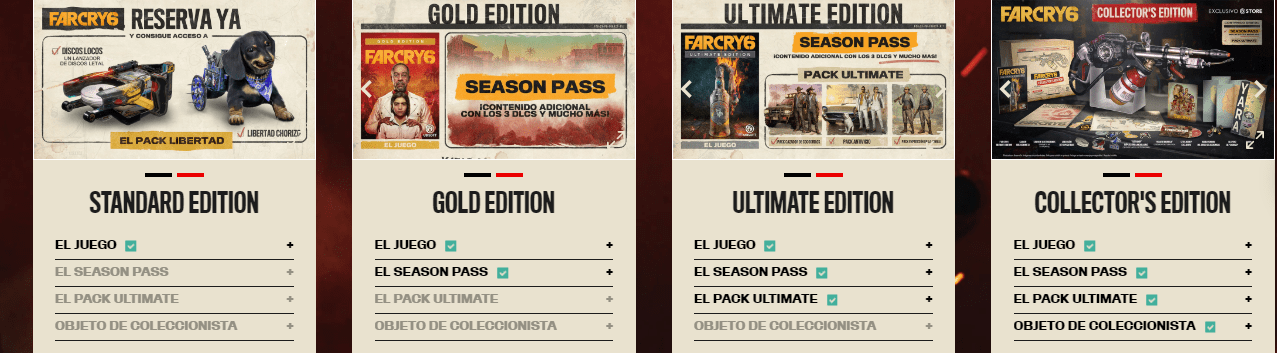 FARCRY6 RESERVA YA
Y CONSIGUE ACCESO A
DISCOS LOCOS
UN LANZADOR
DE DISCOS LETAL
LIBERTAD CHORIZO
EL PACK LIBERTAD
STANDARD EDITION
EL JUEGO +
EL SEASON PASS +
EL PACK ULTIMATE +
OBJETO DE COLECCIONISTA +
GOLD EDITION
GOLD EDITION
FARCRY6
SEASON PASS
¡CONTENIDO ADICIONAL
CON LOS 3 DLCS Y MUCHO MÁS!
UBISOFT
EL JUEGO
GOLD EDITION
EL JUEGO +
EL SEASON PASS +
EL PACK ULTIMATE +
OBJETO DE COLECCIONISTA +
ULTIMATE EDITION
FARCRY6
ULTIMATE EDITION
SEASON PASS
¡CONTENIDO ADICIONAL CON LOS 3 DLCS Y MUCHO MÁS!
PACK ULTIMATE
EL JUEGO
ULTIMATE EDITION
EL JUEGO +
EL SEASON PASS +
EL PACK ULTIMATE +
OBJETO DE COLECCIONISTA +
FARCRY6 COLLECTOR'S EDITION
EXCLUSIVO STORE
FARCRY6
YARA
COLLECTOR'S EDITION
EL JUEGO +
EL SEASON PASS +
EL PACK ULTIMATE +
OBJETO DE COLECCIONISTA +